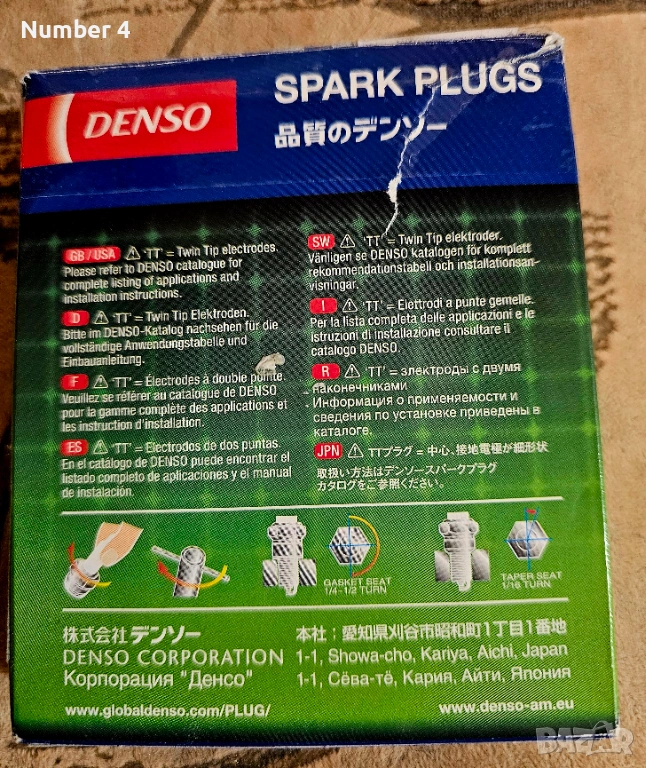 Number 4
DENSO
SPARK PLUGS
品質のデンソー
GB / USA ⚠ 'TT' = Twin Tip electrodes.
Please refer to DENSO catalogue for
complete listing of applications and
installation instructions.
D ⚠ 'TT' = Twin Tip Elektroden.
Bitte im DENSO-Katalog nachsehen für die
vollständige Anwendungstabelle und
Einbauanleitung.
F ⚠ 'TT' = Électrodes à double pointe.
Veuillez se référer au catalogue de DENSO
pour la gamme complète des applications et
les instruction d'installation.
ES ⚠ 'TT' = Electrodos de dos puntas.
En el catálogo de DENSO puede encontrar el
listado completo de aplicaciones y el manual
de instalación.
SW ⚠ 'TT' = Twin Tip elektroder.
Vänligen se DENSO katalogen för komplett
rekommendationstabell och installationsan-
visningar.
I ⚠ 'TT' = Elettrodi a punte gemelle.
Per la lista completa delle applicazioni e le
istruzioni di installazione consultare il
catalogo DENSO.
R ⚠ 'TT' = электроды с двумя
наконечниками
Информация о применяемости и
сведения по установке приведены в
каталоге.
JPN ⚠ TTプラグ = 中心、接地電極が細形状
取扱い方法はデンソースパークプラグ
カタログをご参照ください。
GASKET SEAT
1/4~1/2 TURN
TAPER SEAT
1/16 TURN
株式会社デンソー
DENSO CORPORATION
Корпорация "Денсо"
本社：愛知県刈谷市昭和町1丁目1番地
1-1, Showa-cho, Kariya, Aichi, Japan
1-1, Сёва-тё, Кария, Айти, Япония
www.globaldenso.com/PLUG/
www.denso-am.eu
BAZAR